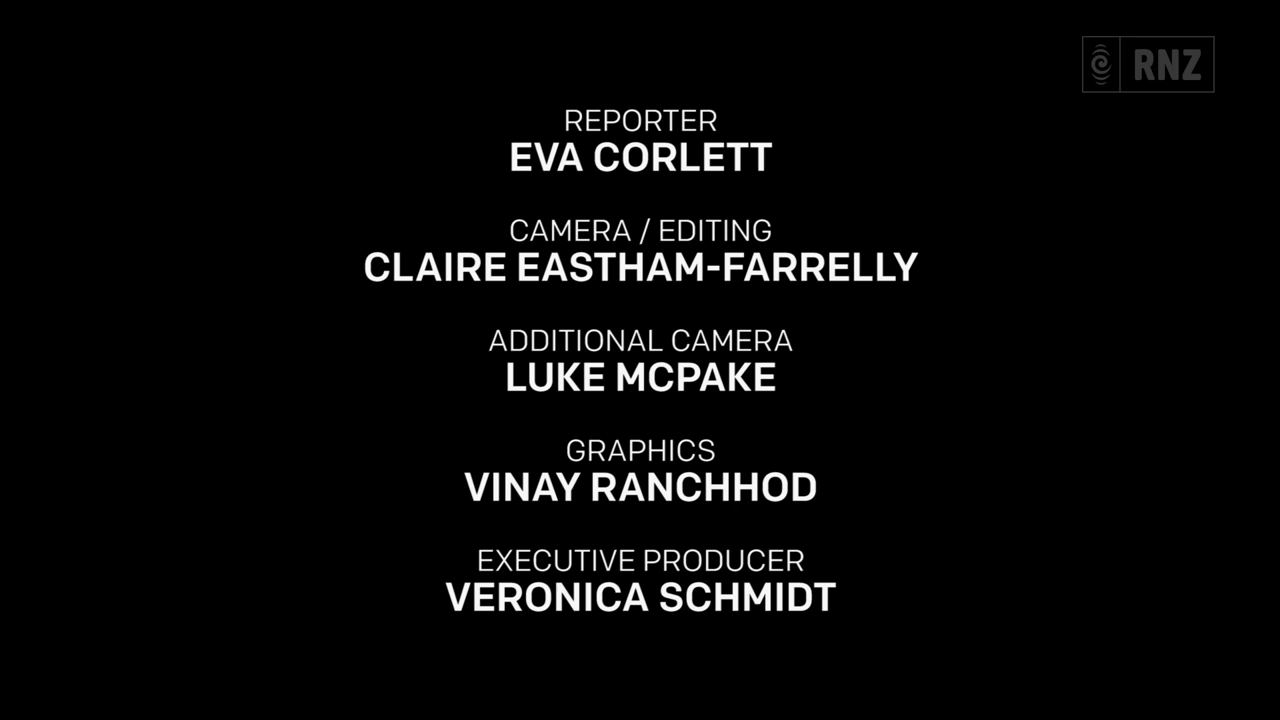 RNZ
REPORTER
EVA CORLETT
CAMERA / EDITING
CLAIRE EASTHAM-FARRELLY
ADDITIONAL CAMERA
LUKE MCPAKE
GRAPHICS
VINAY RANCHHOD
EXECUTIVE PRODUCER
VERONICA SCHMIDT